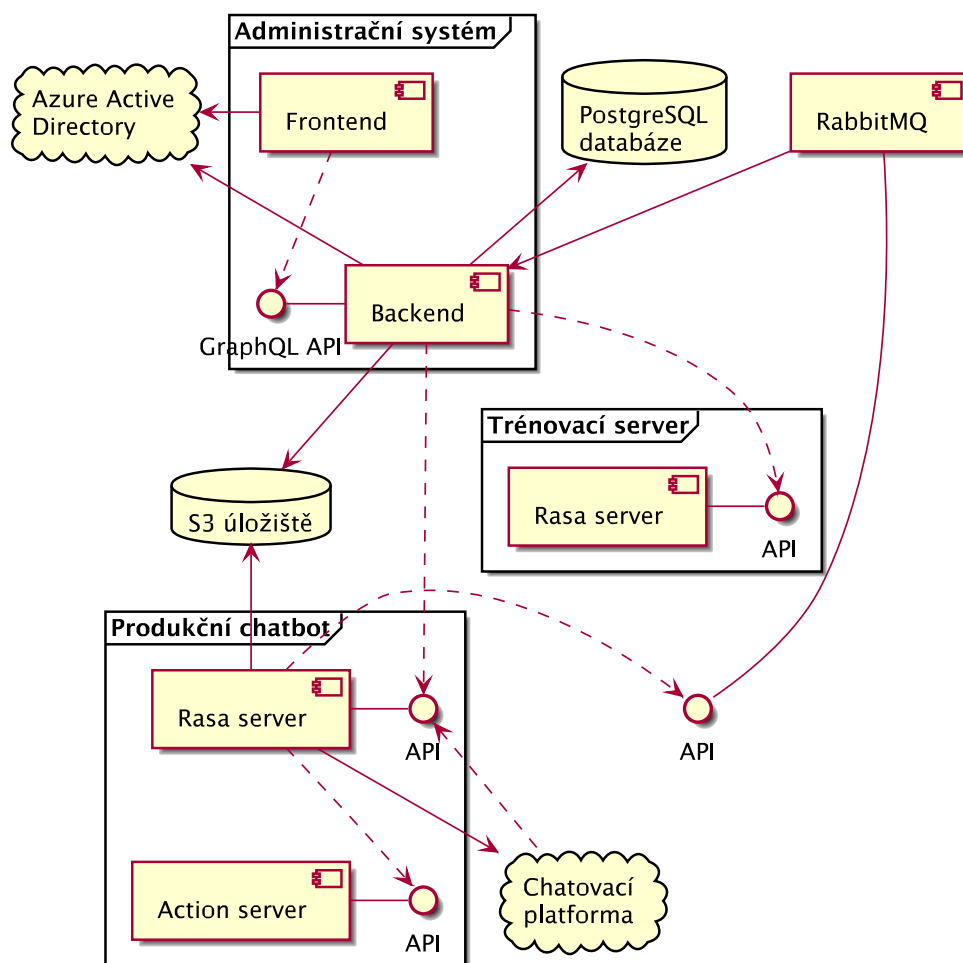 Administrační systém
Azure Active
Directory
Frontend
PostgreSQL
databáze
RabbitMQ
Backend
GraphQL API
Trénovací server
Rasa server
API
S3 úložiště
Produkční chatbot
Rasa server
API
API
Action server
API
Chatovací
platforma